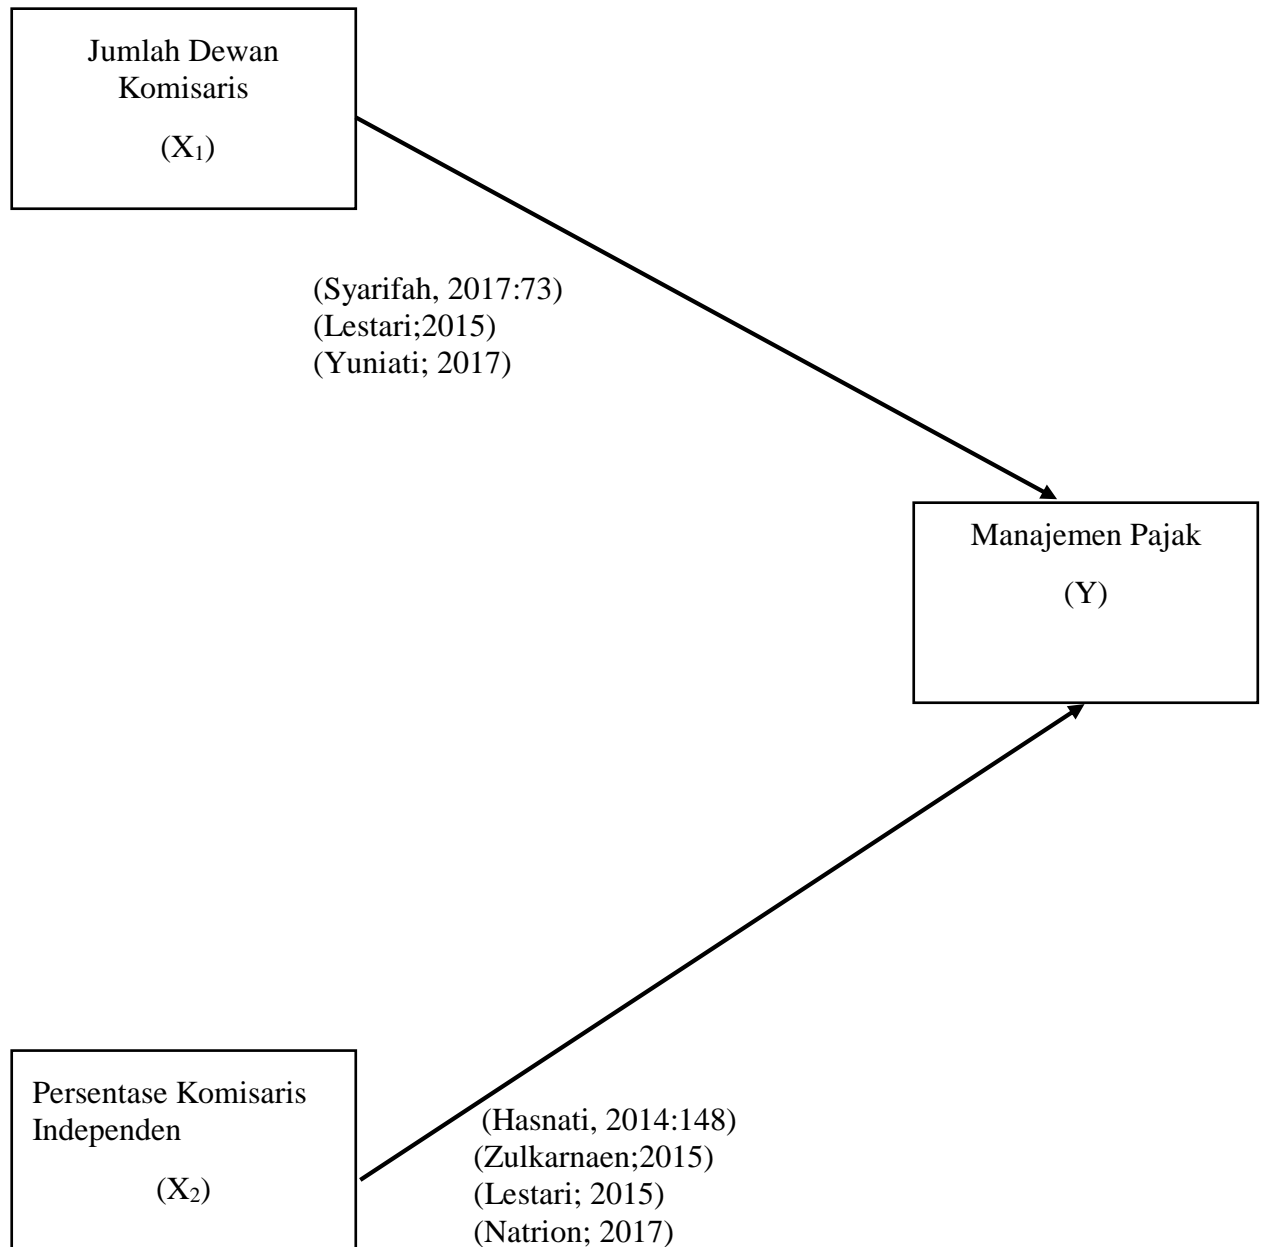 Jumlah Dewan
Komisaris
(X₁)
(Syarifah, 2017:73)
(Lestari;2015)
(Yuniati; 2017)
Manajemen Pajak
(Y)
Persentase Komisaris
Independen
(X₂)
(Hasnati, 2014:148)
(Zulkarnaen;2015)
(Lestari; 2015)
(Natrion; 2017)